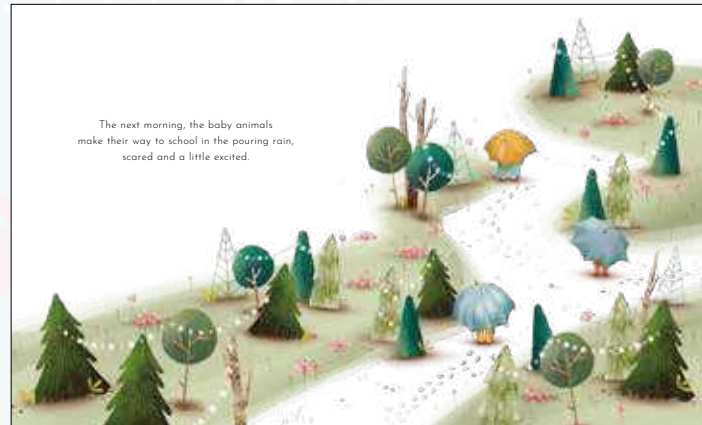 The next morning, the baby animals
make their way to school in the pouring rain,
scared and a little excited.